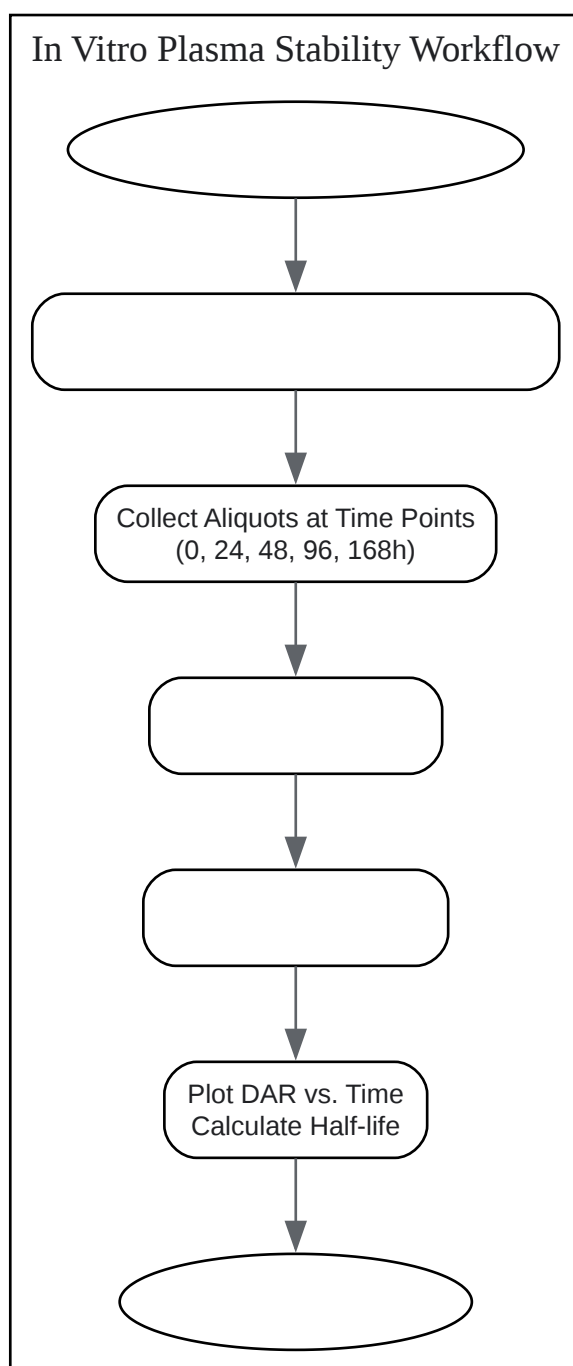 In Vitro Plasma Stability Workflow
Collect Aliquots at Time Points
(0, 24, 48, 96, 168h)
Plot DAR vs. Time
Calculate Half-life